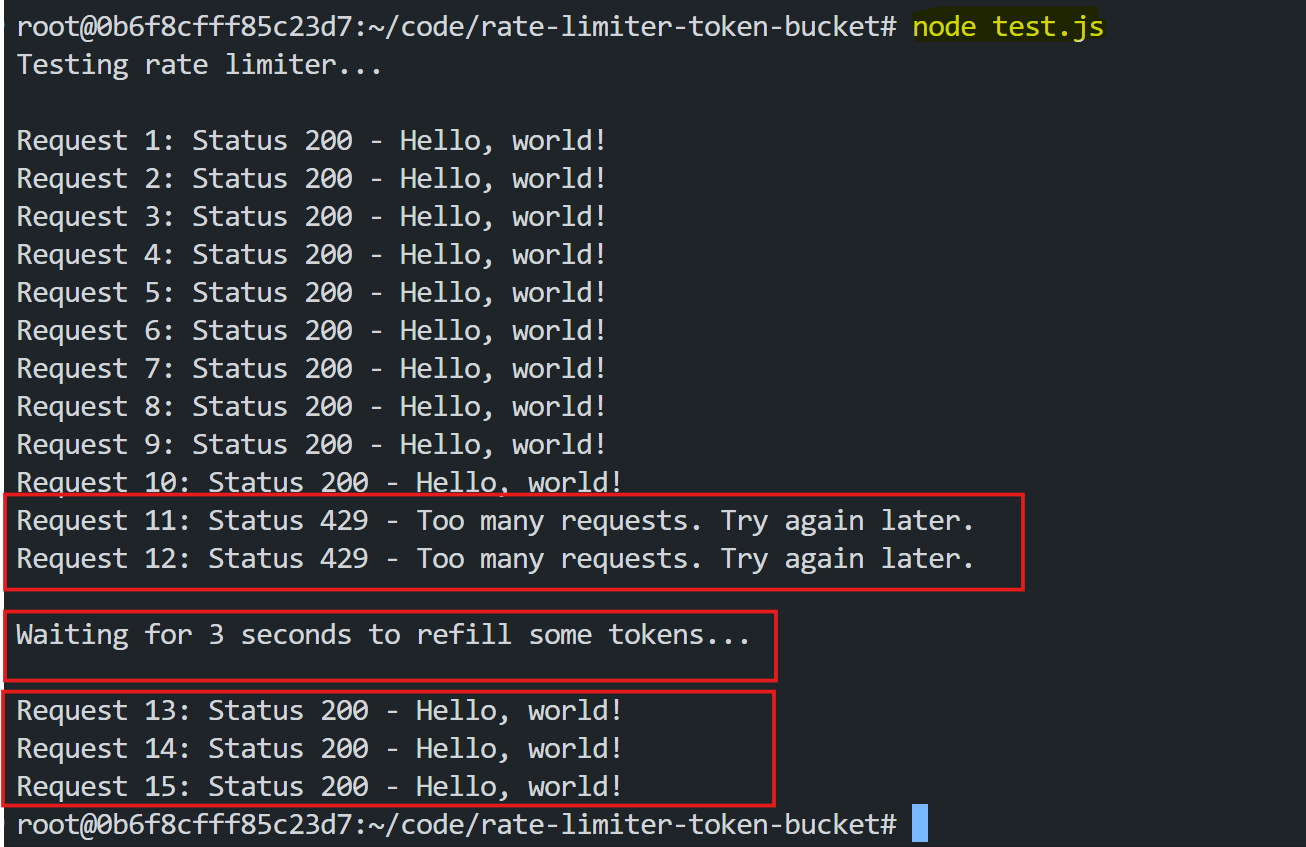 root@0b6f8cfff85c23d7:~/code/rate-limiter-token-bucket# node test.js
Testing rate limiter...
Request 1: Status 200 - Hello, world!
Request 2: Status 200 - Hello, world!
Request 3: Status 200 - Hello, world!
Request 4: Status 200 - Hello, world!
Request 5: Status 200 - Hello, world!
Request 6: Status 200 - Hello, world!
Request 7: Status 200 - Hello, world!
Request 8: Status 200 - Hello, world!
Request 9: Status 200 - Hello, world!
Request 10: Status 200 - Hello, world!
Request 11: Status 429 - Too many requests. Try again later.
Request 12: Status 429 - Too many requests. Try again later.
Waiting for 3 seconds to refill some tokens...
Request 13: Status 200 - Hello, world!
Request 14: Status 200 - Hello, world!
Request 15: Status 200 - Hello, world!
root@0b6f8cfff85c23d7:~/code/rate-limiter-token-bucket#